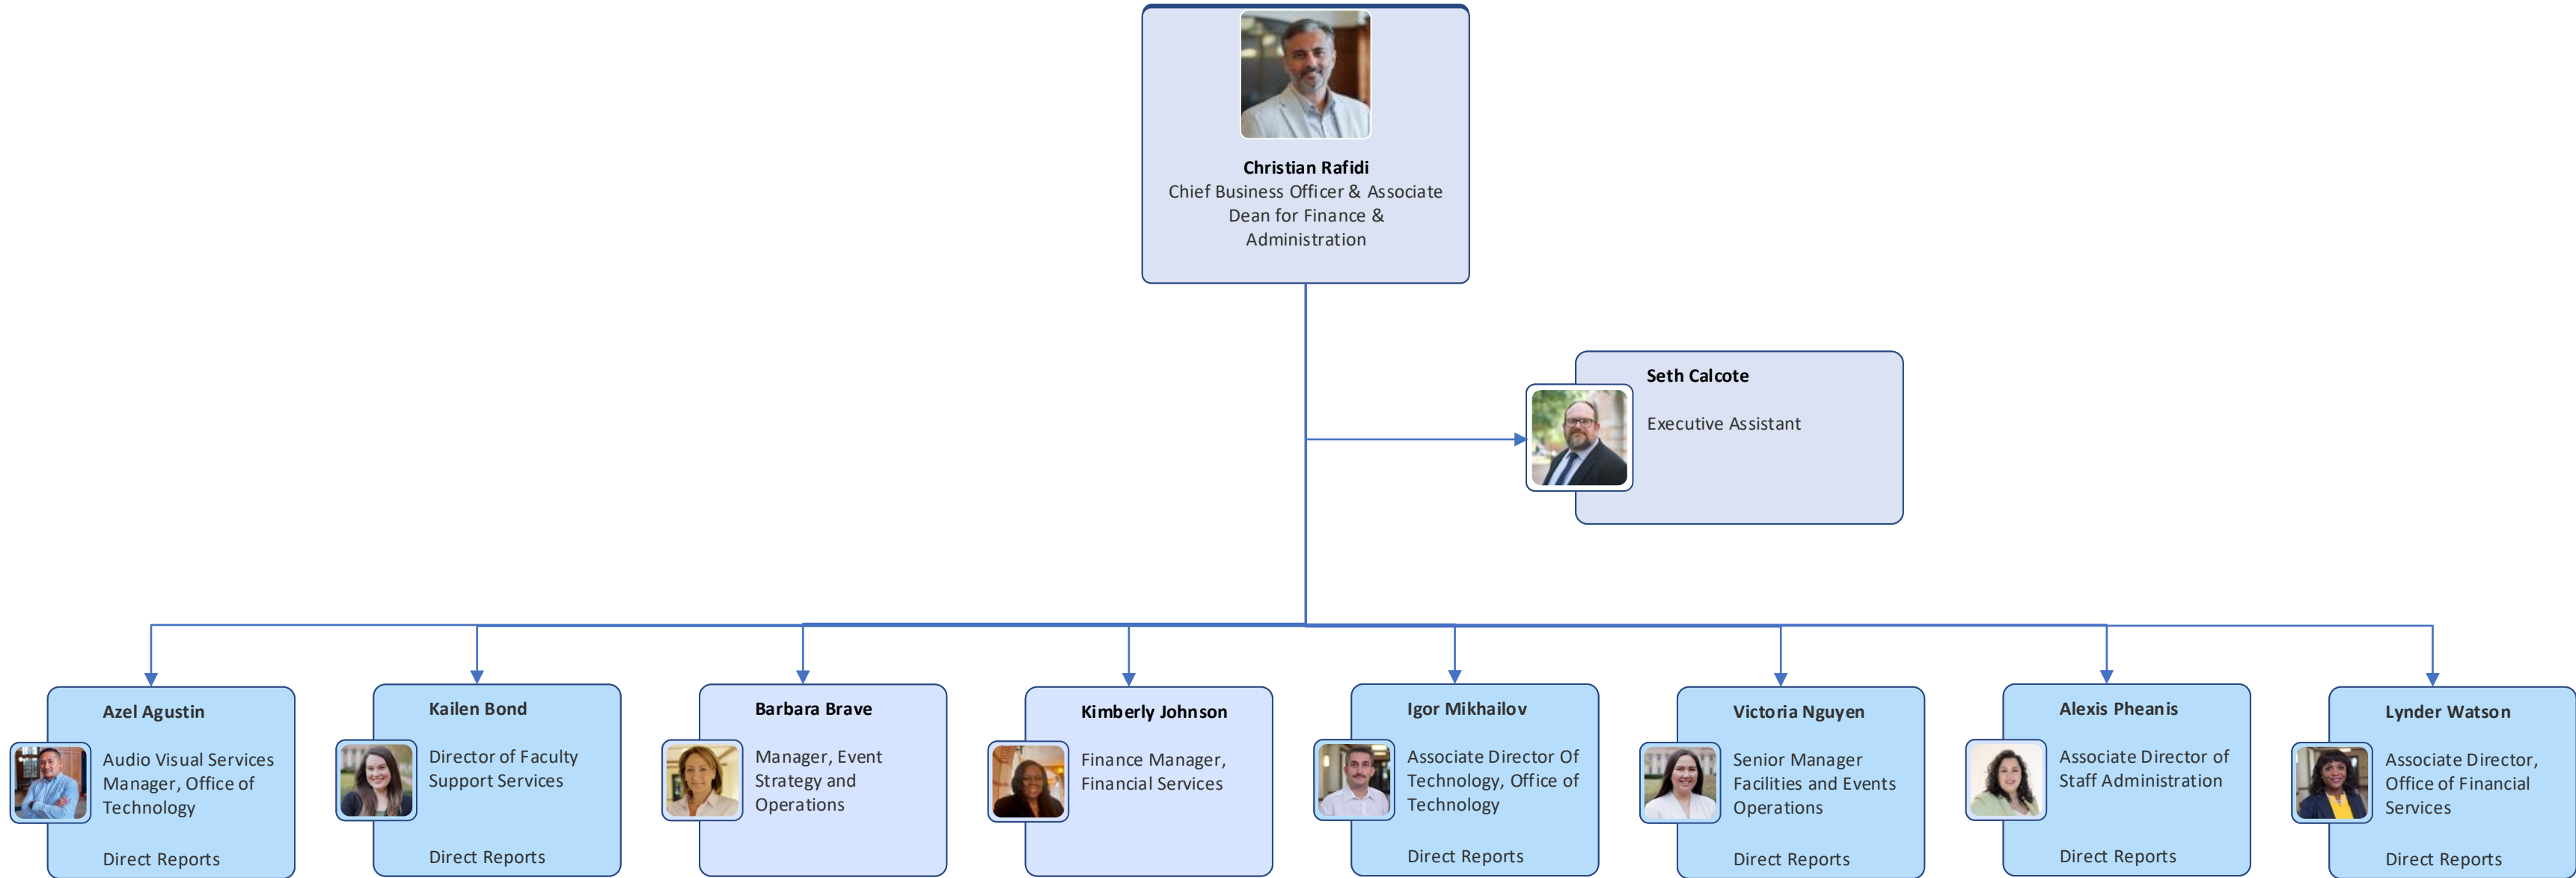 Christian Rafidi
Chief Business Officer & Associate
Dean for Finance &
Administration
Seth Calcote
Executive Assistant
Azel Agustin
Audio Visual Services
Manager, Office of
Technology
Direct Reports
Kailen Bond
Director of Faculty
Support Services
Direct Reports
Barbara Brave
Manager, Event
Strategy and
Operations
Kimberly Johnson
Finance Manager,
Financial Services
Igor Mikhailov
Associate Director Of
Technology, Office of
Technology
Direct Reports
Victoria Nguyen
Senior Manager
Facilities and Events
Operations
Direct Reports
Alexis Pheanis
Associate Director of
Staff Administration
Direct Reports
Lynder Watson
Associate Director,
Office of Financial
Services
Direct Reports